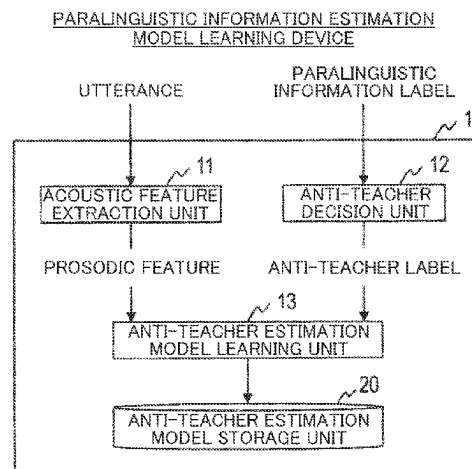 PARALINGUISTIC INFORMATION ESTIMATION
MODEL LEARNING DEVICE
UTTERANCE
PARALINGUISTIC
INFORMATION LABEL
1
11
ACOUSTIC FEATURE
EXTRACTION UNIT
12
ANTI-TEACHER
DECISION UNIT
PROSODIC FEATURE
ANTI-TEACHER LABEL
13
ANTI-TEACHER ESTIMATION
MODEL LEARNING UNIT
20
ANTI-TEACHER ESTIMATION
MODEL STORAGE UNIT